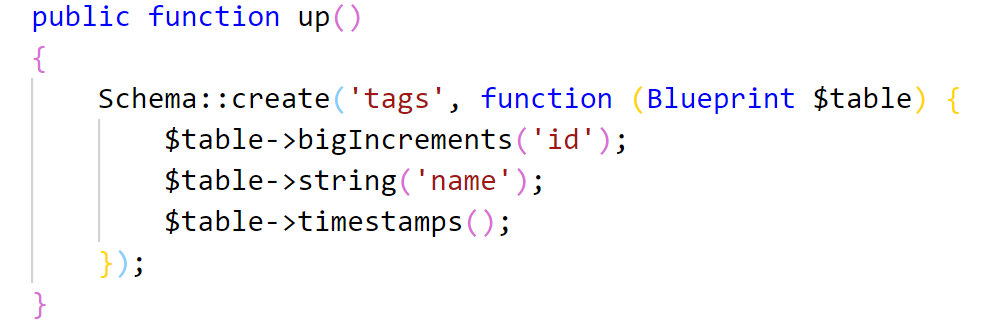 public function up()
{
    Schema::create('tags', function (Blueprint $table) {
        $table->bigIncrements('id');
        $table->string('name');
        $table->timestamps();
    });
}